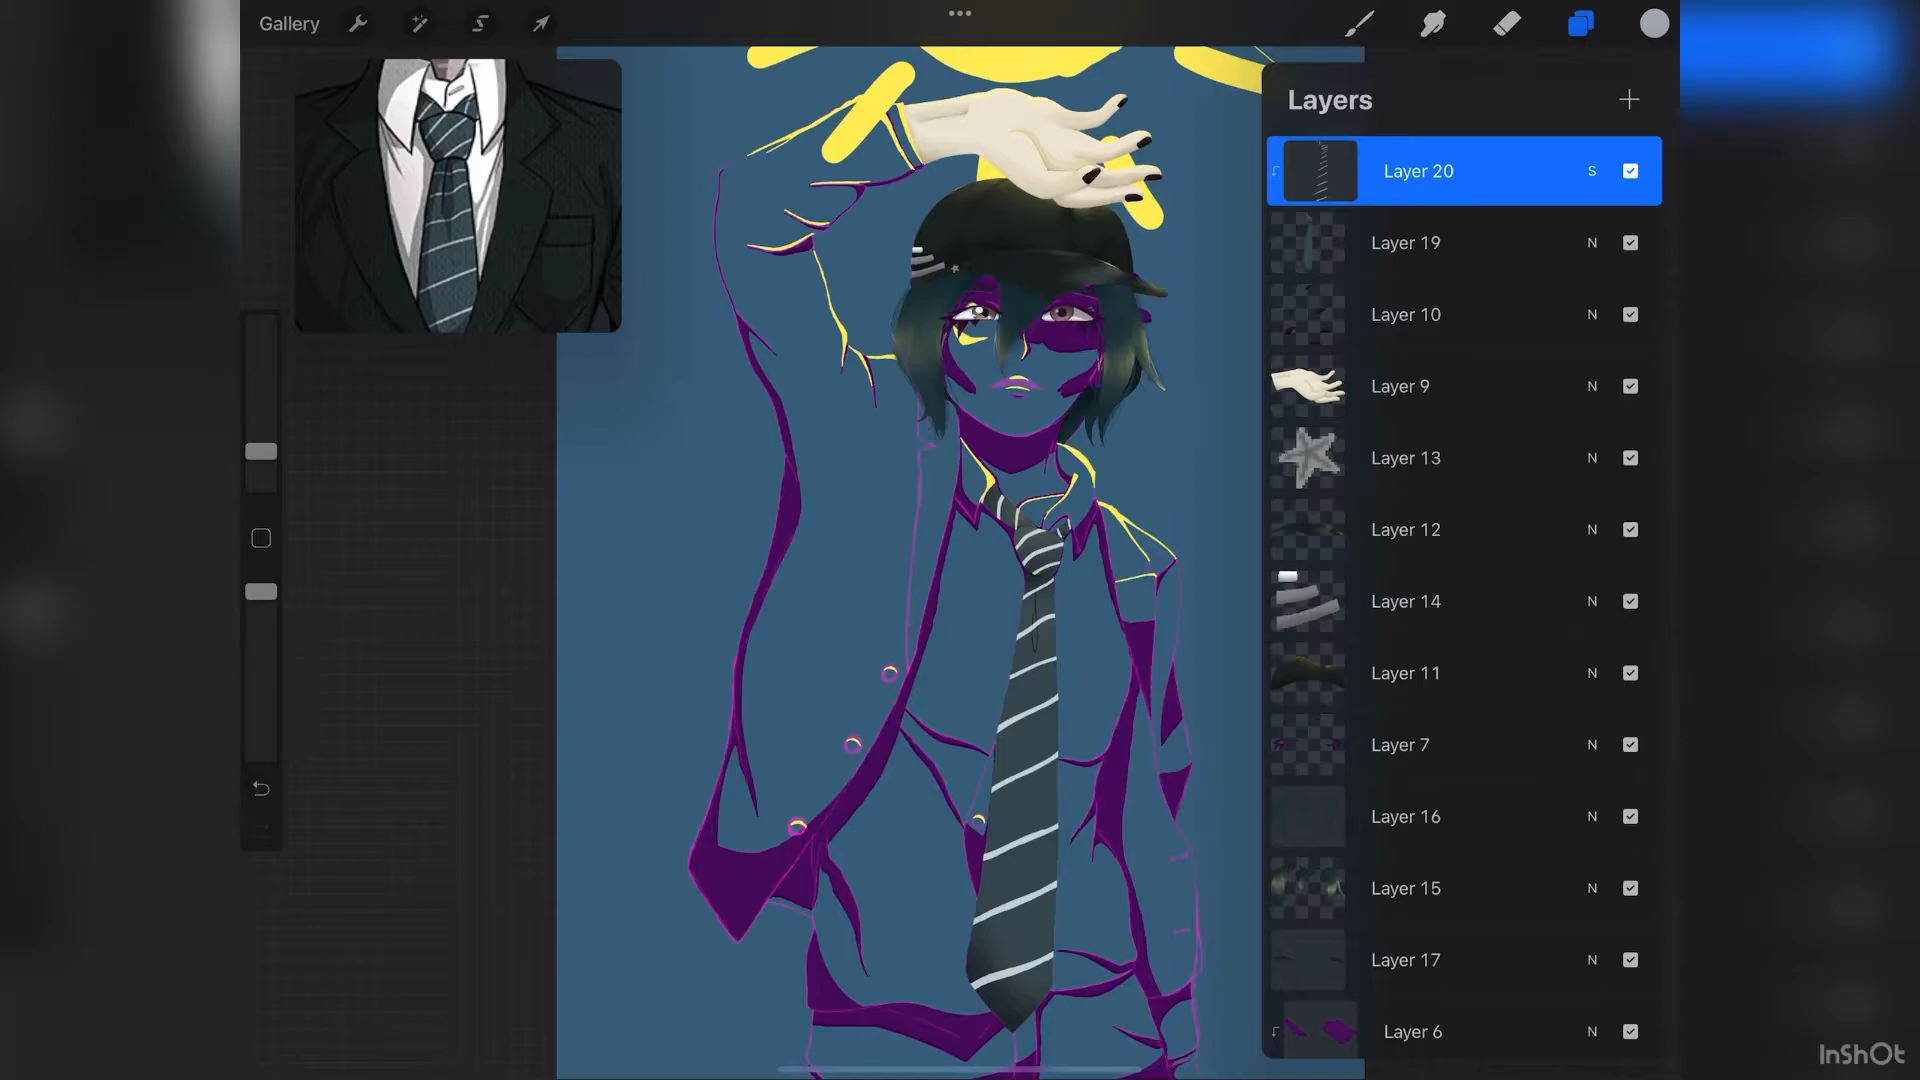 Gallery
Layers
Layer 20 S
Layer 19 N
Layer 10 N
Layer 9 N
Layer 13 N
Layer 12 N
Layer 14 N
Layer 11 N
Layer 7 N
Layer 16 N
Layer 15 N
Layer 17 N
Layer 6 N
InShOt